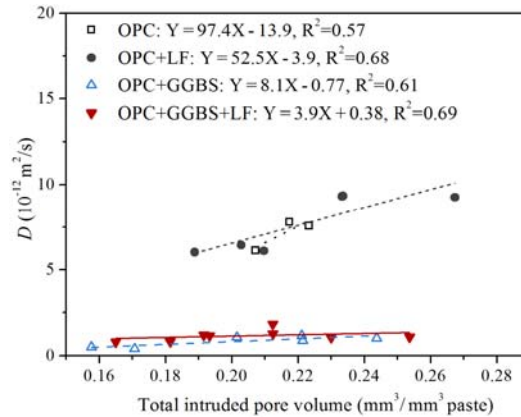 20
15
10
5
0
D (10⁻¹² m²/s)
OPC: Y=97.4X-13.9, R²=0.57
OPC+LF: Y=52.5X-3.9, R²=0.68
OPC+GGBS: Y=8.1X-0.77, R²=0.61
OPC+GGBS+LF: Y=3.9X+0.38, R²=0.69
0.16 0.18 0.20 0.22 0.24 0.26 0.28
Total intruded pore volume (mm³/mm³ paste)